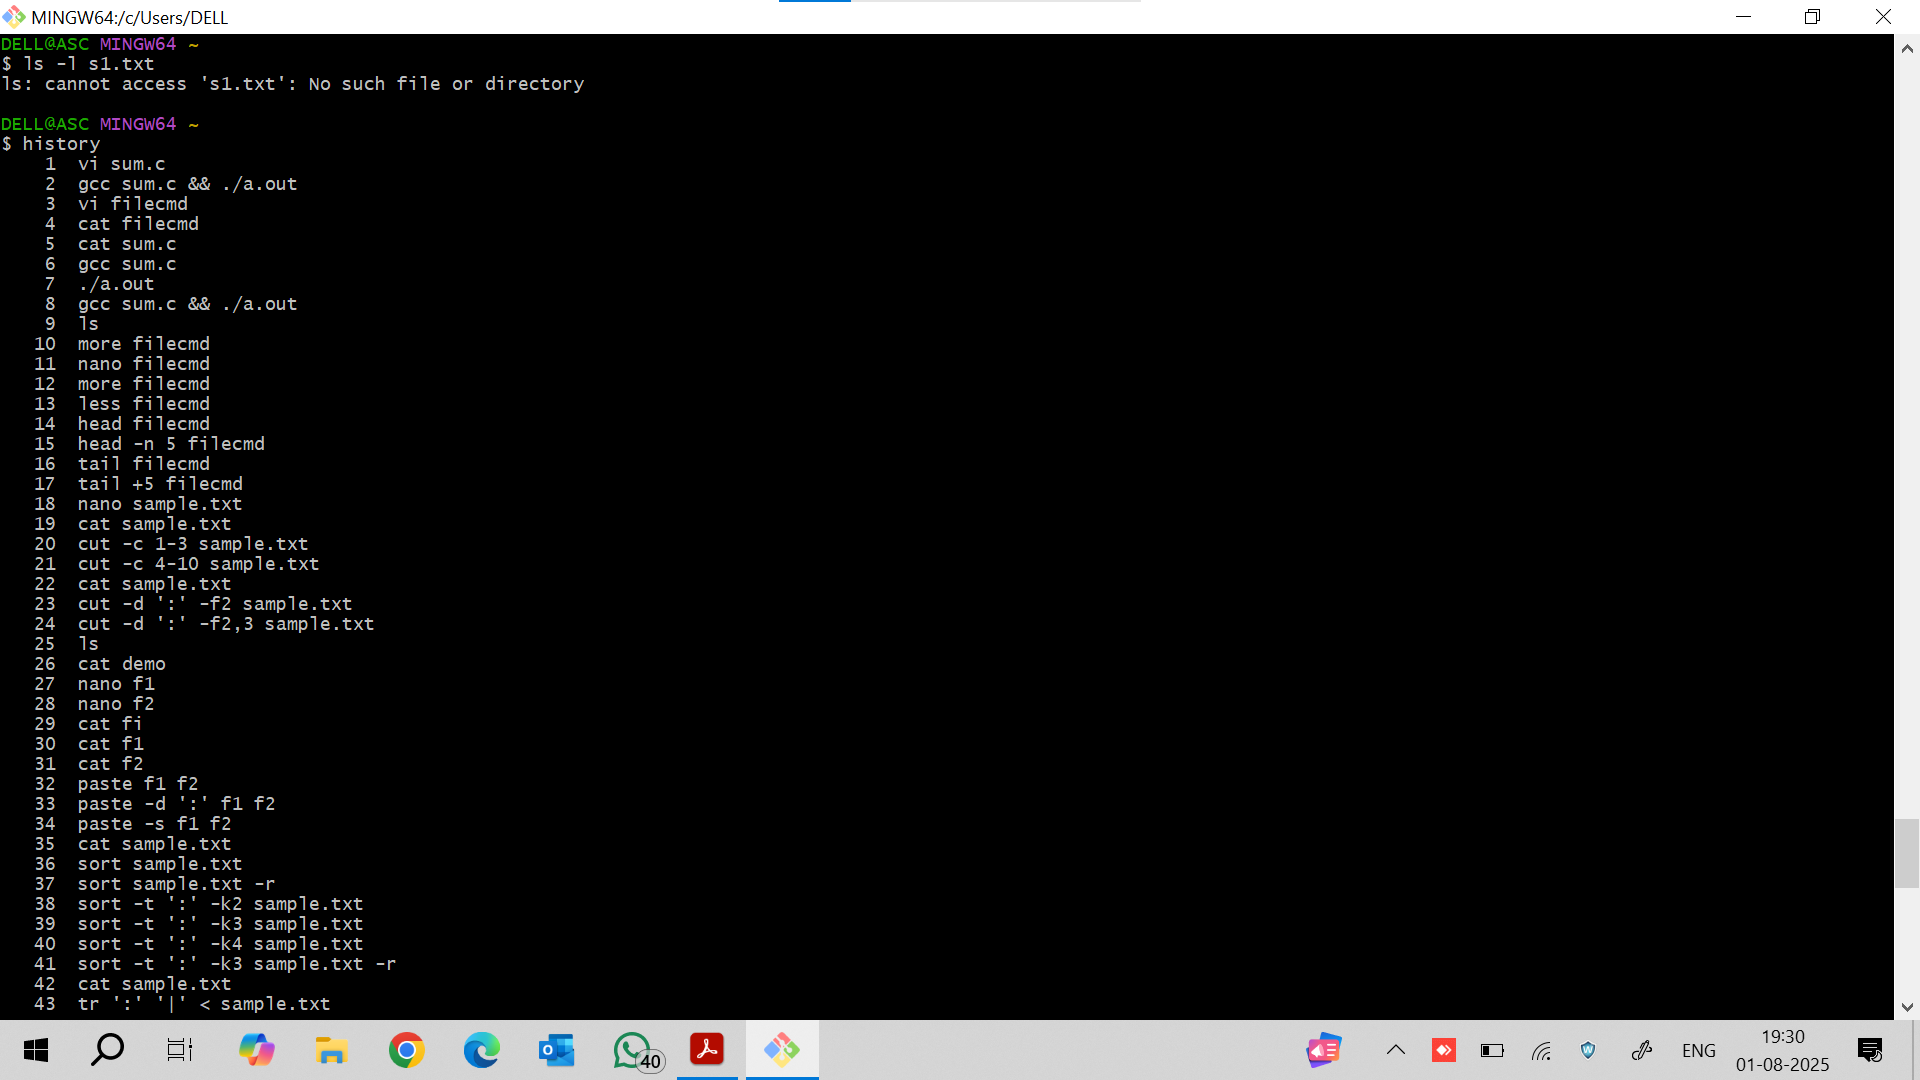 MINGW64:/c/Users/DELL
DELL@ASC MINGW64 ~
$ ls -l s1.txt
ls: cannot access 's1.txt': No such file or directory
DELL@ASC MINGW64 ~
$ history
1 vi sum.c
2 gcc sum.c && ./a.out
3 vi filecmd
4 cat filecmd
5 cat sum.c
6 gcc sum.c
7 ./a.out
8 gcc sum.c && ./a.out
9 ls
10 more filecmd
11 nano filecmd
12 more filecmd
13 less filecmd
14 head filecmd
15 head -n 5 filecmd
16 tail filecmd
17 tail +5 filecmd
18 nano sample.txt
19 cat sample.txt
20 cut -c 1-3 sample.txt
21 cut -c 4-10 sample.txt
22 cat sample.txt
23 cut -d ':' -f2 sample.txt
24 cut -d ':' -f2,3 sample.txt
25 ls
26 cat demo
27 nano f1
28 nano f2
29 cat fi
30 cat f1
31 cat f2
32 paste f1 f2
33 paste -d ':' f1 f2
34 paste -s f1 f2
35 cat sample.txt
36 sort sample.txt
37 sort sample.txt -r
38 sort -t ':' -k2 sample.txt
39 sort -t ':' -k3 sample.txt
40 sort -t ':' -k4 sample.txt
41 sort -t ':' -k3 sample.txt -r
42 cat sample.txt
43 tr ':' '|' < sample.txt
40
ENG
19:30
01-08-2025